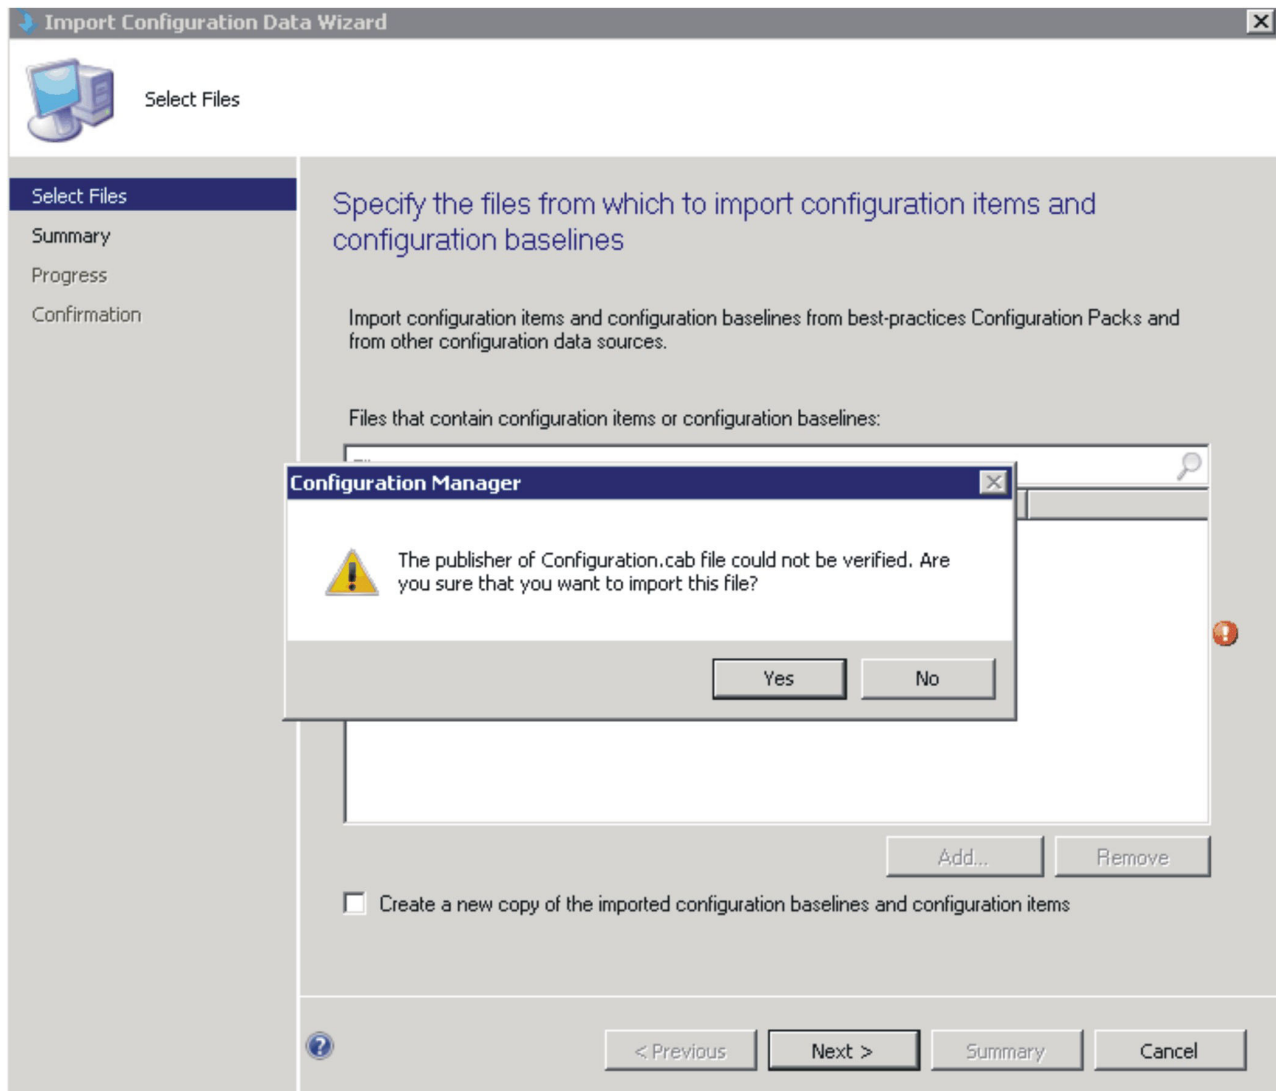 Import Configuration Data Wizard
Select Files
Select Files
Summary
Progress
Confirmation
Specify the files from which to import configuration items and
configuration baselines
Import configuration items and configuration baselines from best-practices Configuration Packs and
from other configuration data sources.
Files that contain configuration items or configuration baselines:
Configuration Manager
The publisher of Configuration.cab file could not be verified. Are
you sure that you want to import this file?
Yes
No
Add...
Remove
Create a new copy of the imported configuration baselines and configuration items
< Previous
Next >
Summary
Cancel